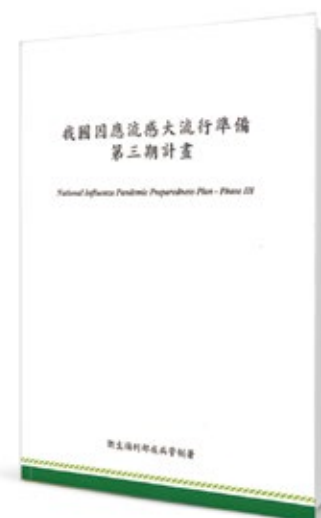 我國因應流感大流行準備
第三期計畫
National Influenza Pandemic Preparedness Plan - Phase III
衛生福利部疾病管制署